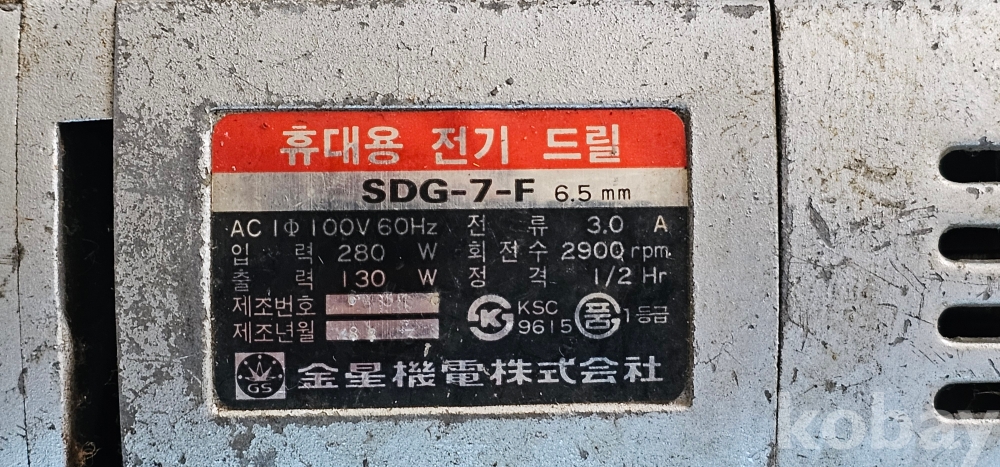 휴대용 전기 드릴
SDG-7-F 6.5 mm
AC 1Φ 100V 60Hz 전 류 3.0 A
입 력 280 W 회 전 수 2900 rpm
출 력 130 W 정 격 1/2 Hr
제조번호
제조년월
K KSC 9615 품 1등급
GS 金星機電株式会社
kobay